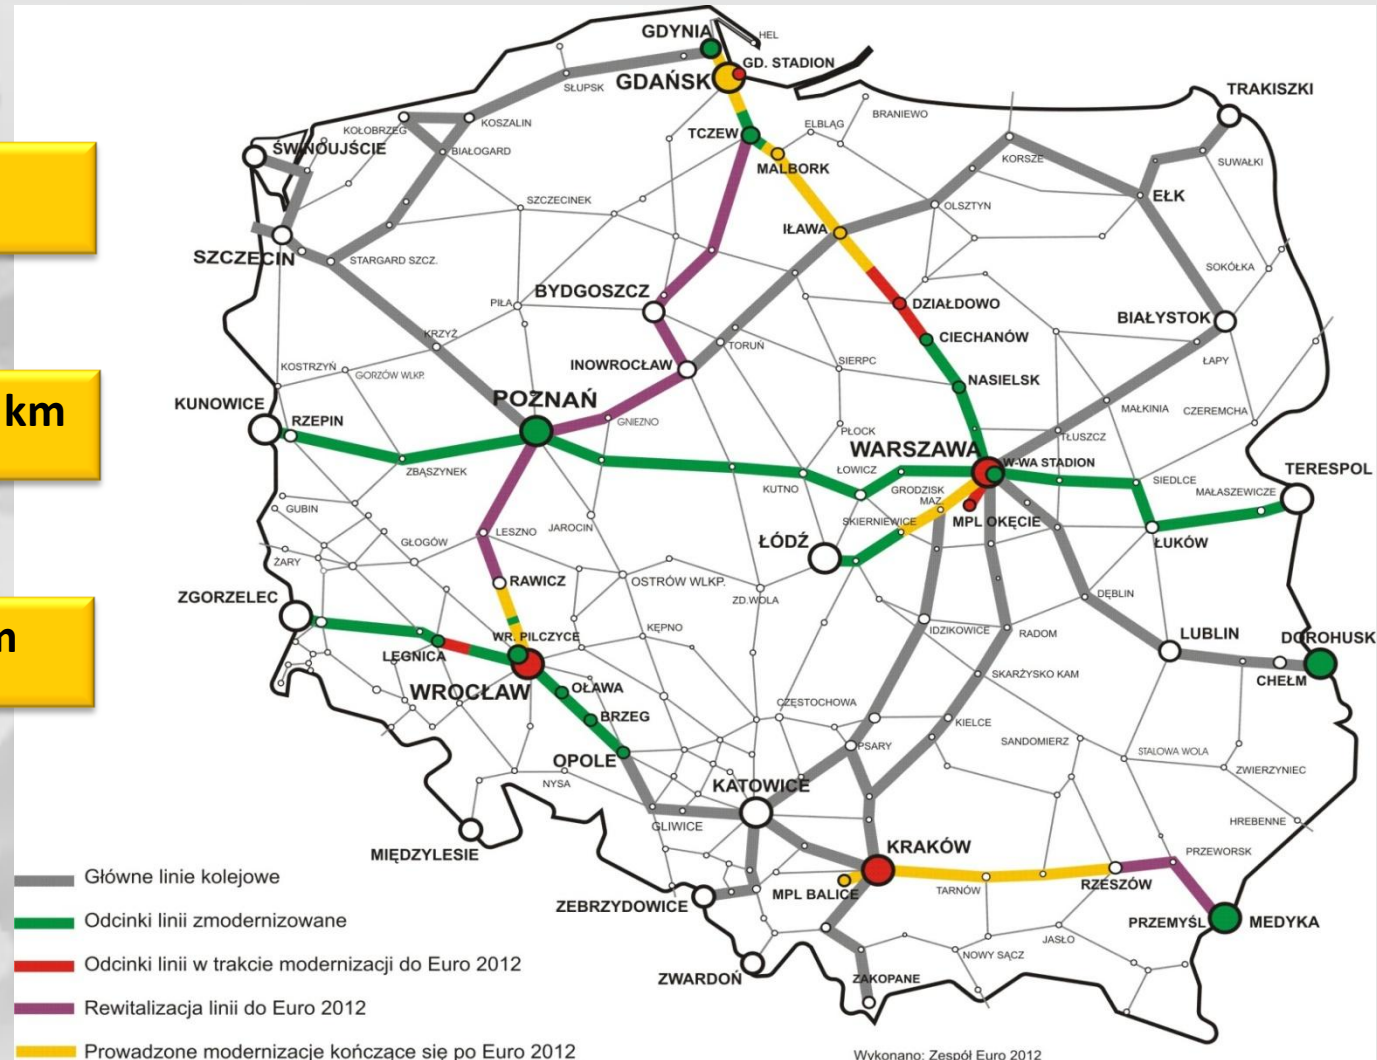 GDYNIA
HEL
GD. STADION
GDAŃSK
SŁUPSK
TRAKISZKI
KOŁOBRZEG
KOSZALIN
TCZEW
ELBLĄG
BRANIEWO
ŚWINOUJŚCIE
BIAŁOGARD
MALBORK
KORSZE
SUWAŁKI
EŁK
SZCZECINEK
OLSZTYN
IŁAWA
SZCZECIN
STARGARD SZCZ.
SOKÓŁKA
BYDGOSZCZ
PIŁA
DZIAŁDOWO
BIAŁYSTOK
KRZYŻ
TORUŃ
CIECHANÓW
ŁAPY
KOSTRZYŃ
GORZÓW WLKP.
INOWROCŁAW
SIERPC
NASIELSK
km
KUNOWICE
RZEPIN
POZNAŃ
GNIEZNO
MAŁKINIA
CZEREMCHA
PŁOCK
TŁUSZCZ
WARSZAWA
W-WA STADION
ZBĄSZYNEK
KUTNO
ŁOWICZ
GRODZISK
MAZ.
SIEDLCE
TERESPOL
MAŁASZEWICZE
GUBIN
JAROCIN
SKIERNIEWICE
MPL OKĘCIE
ŁUKÓW
LESZNO
GŁOGÓW
ŁÓDŹ
ŻARY
RAWICZ
OSTRÓW WLKP.
ZD.WOLA
DĘBLIN
ZGORZELEC
m
KĘPNO
IDZIKOWICE
RADOM
LUBLIN
DOROHUSK
WR. PILCZYCE
LEGNICA
CHEŁM
WROCŁAW
OŁAWA
SKARŻYSKO KAM
CZĘSTOCHOWA
BRZEG
KIELCE
PSARY
SANDOMIERZ
STALOWA WOLA
OPOLE
ZWIERZYNIEC
NYSA
KATOWICE
GLIWICE
HREBENNE
MIĘDZYLESIE
KRAKÓW
PRZEWORSK
Główne linie kolejowe
MPL BALICE
TARNÓW
RZESZÓW
ZEBRZYDOWICE
Odcinki linii zmodernizowane
PRZEMYŚL
MEDYKA
JASŁO
NOWY SĄCZ
Odcinki linii w trakcie modernizacji do Euro 2012
ZWARDOŃ
ZAKOPANE
Rewitalizacja linii do Euro 2012
Prowadzone modernizacje kończące się po Euro 2012
Wykonano: Zespół Euro 2012